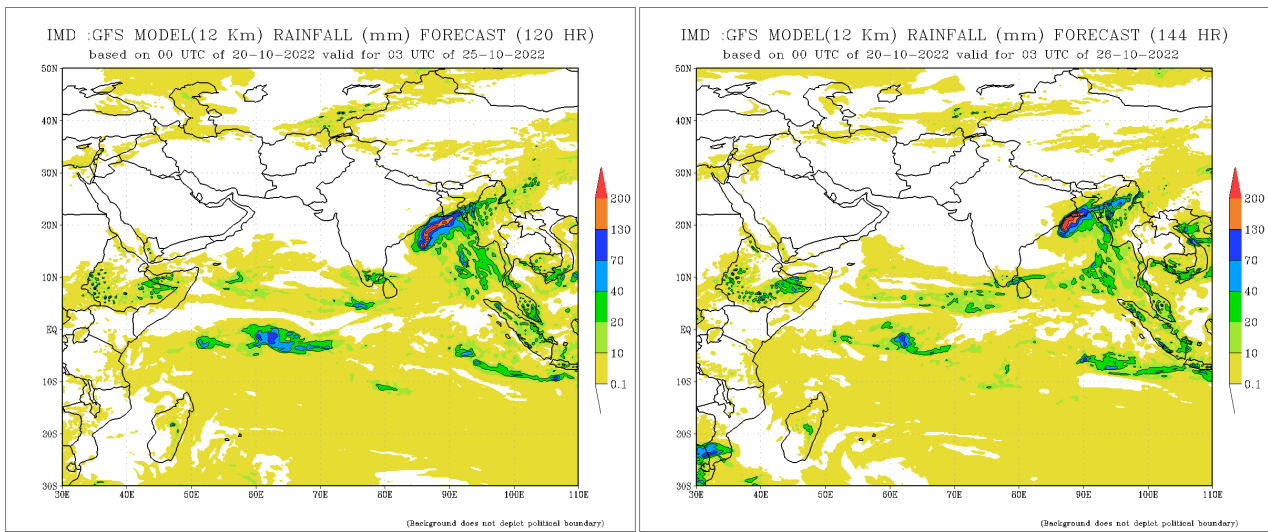 IMD :GFS MODEL(12 Km) RAINFALL (mm) FORECAST (120 HR)
based on 00 UTC of 20-10-2022 valid for 03 UTC of 25-10-2022
50N
40N
30N
20N
10N
EQ
10S
20S
30S
30E 40E 50E 60E 70E 80E 90E 100E 110E
200
130
70
40
20
10
0.1
(Background does not depict political boundary)
IMD :GFS MODEL(12 Km) RAINFALL (mm) FORECAST (144 HR)
based on 00 UTC of 20-10-2022 valid for 03 UTC of 26-10-2022
50N
40N
30N
20N
10N
EQ
10S
20S
30S
30E 40E 50E 60E 70E 80E 90E 100E 110E
200
130
70
40
20
10
0.1
(Background does not depict political boundary)